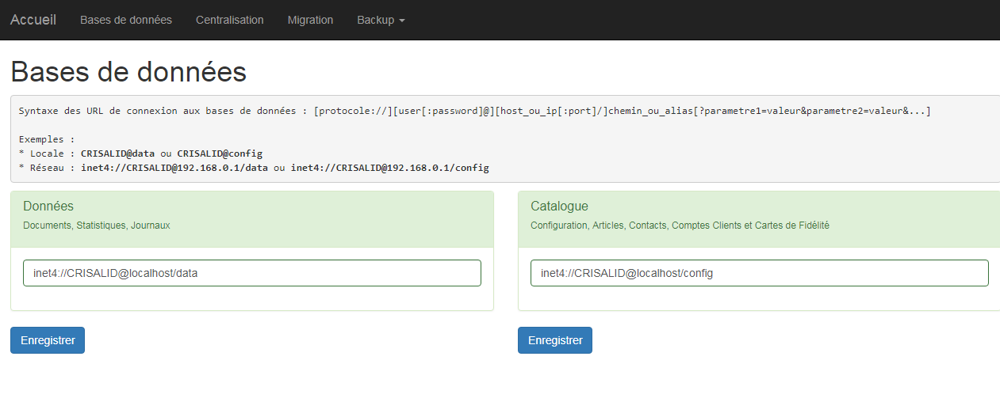 Accueil Bases de données Centralisation Migration Backup
Bases de données
Syntaxe des URL de connexion aux bases de données : [protocole://][user[:password]@][host_ou_ip[:port]/]chemin_ou_alias[?parametre1=valeur&parametre2=valeur&...]
Exemples :
* Locale : CRISALID@data ou CRISALID@config
* Réseau : inet4://CRISALID@192.168.0.1/data ou inet4://CRISALID@192.168.0.1/config
Données
Documents, Statistiques, Journaux
inet4://CRISALID@localhost/data
Enregistrer
Catalogue
Configuration, Articles, Contacts, Comptes Clients et Cartes de Fidélité
inet4://CRISALID@localhost/config
Enregistrer